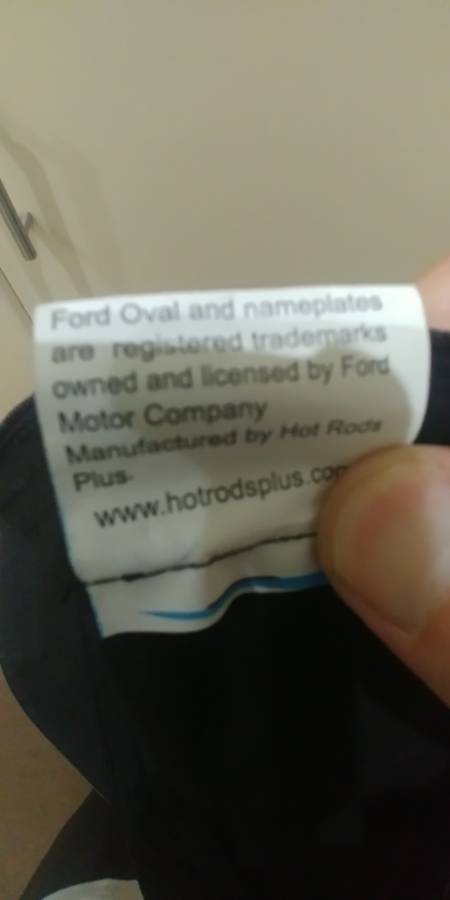 Ford Oval and nameplates
are registered trademarks
owned and licensed by Ford
Motor Company
Manufactured by Hot Rods
Plus.
www.hotrodsplus.com